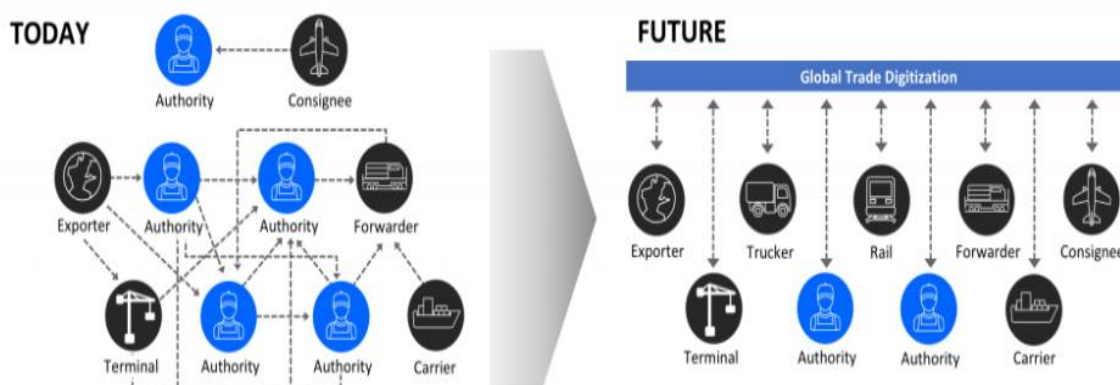 TODAY
Authority
Consignee
Exporter
Authority
Authority
Forwarder
Terminal
Authority
Authority
Carrier
FUTURE
Global Trade Digitization
Exporter
Trucker
Rail
Forwarder
Consignee
Terminal
Authority
Authority
Carrier